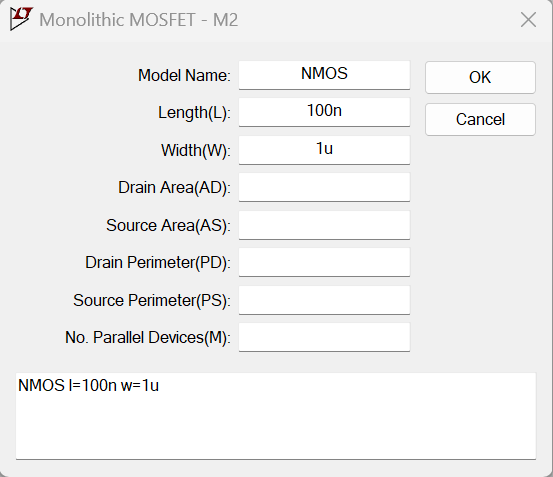 Monolithic MOSFET - M2
Model Name: NMOS OK
Length(L): 100n Cancel
Width(W): 1u
Drain Area(AD):
Source Area(AS):
Drain Perimeter(PD):
Source Perimeter(PS):
No. Parallel Devices(M):
NMOS l=100n w=1u